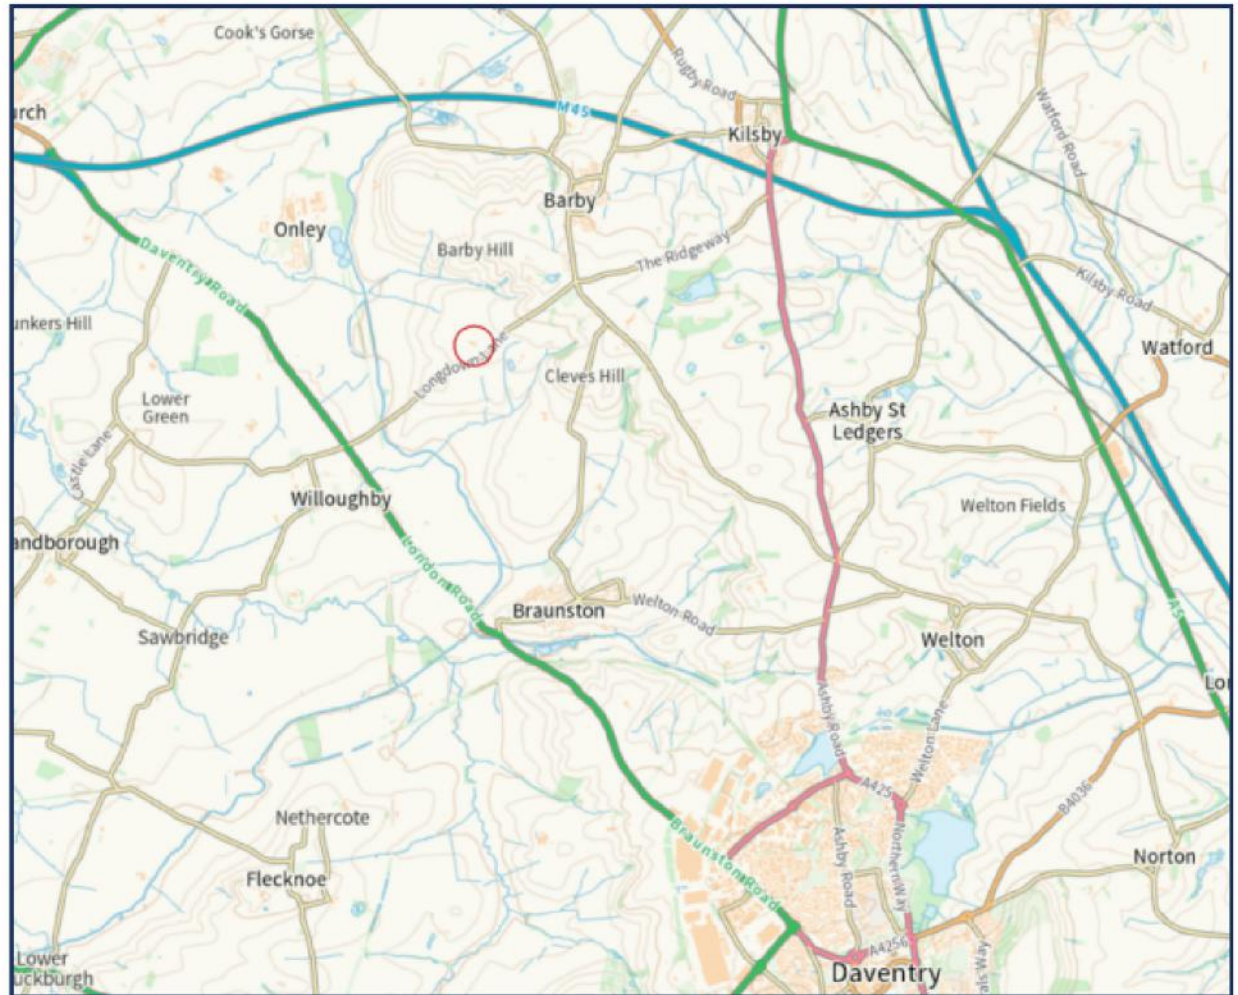 Cook's Gorse
Rugby Road
urch
M45
Kilsby
Watford Road
Barby
Onley
Barby Hill
The Ridgeway
Daventry Road
Kilsby Road
unkers Hill
Longdown Lane
Watford
Cleves Hill
Lower
Green
Ashby St
Ledgers
Castle Lane
Willoughby
Welton Fields
andborough
London Road
Braunston
Welton Road
A5
Sawbridge
Welton
Lon
Ashby Road
Welton Lane
A425
B4036
Nethercote
Braunston Road
Ashby Road
Northern Way
Norton
Flecknoe
A4256
Lower
uckburgh
Daventry